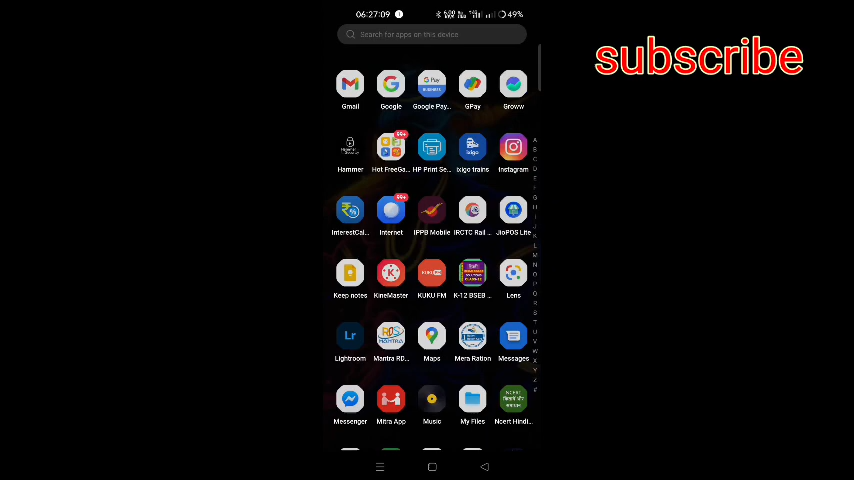 06:27:09
49%
subscribe
Search for apps on this device
Gmail Google Google Pay... GPay Groww
99+
Hammer Hot FreeGa... HP Print Se... ixigo trains Instagram
99+
InterestCal... Internet IPPB Mobile IRCTC Rail ... JioPOS Lite
Keep notes KineMaster KUKU FM K-12 BSEB ... Lens
Lightroom Mantra RD... Maps Mera Ration Messages
Messenger Mitra App Music My Files Ncert Hindi...
A
B
C
D
E
F
G
H
I
J
K
L
M
N
O
P
Q
R
S
T
U
V
W
X
Y
Z
#